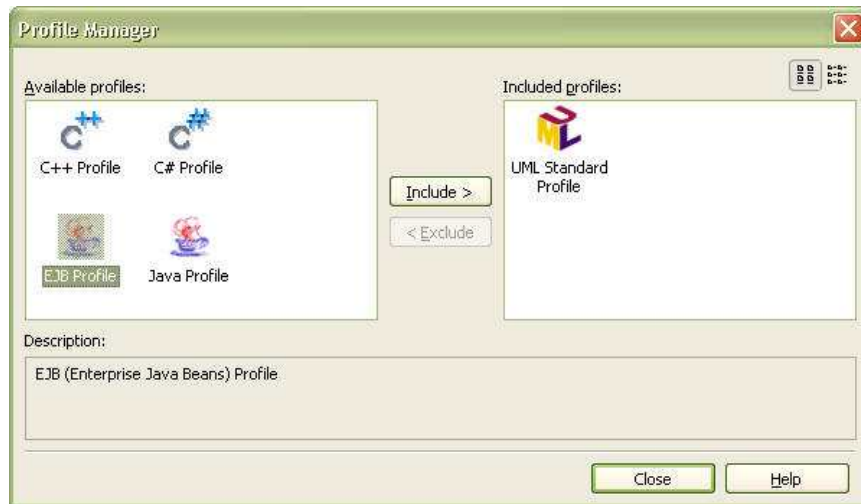 Profile Manager
Available profiles:
Included profiles:
C++
C#
UML
C++ Profile
C# Profile
UML Standard
Profile
Include >
< Exclude
EJB Profile
Java Profile
Description:
EJB (Enterprise Java Beans) Profile
Close
Help